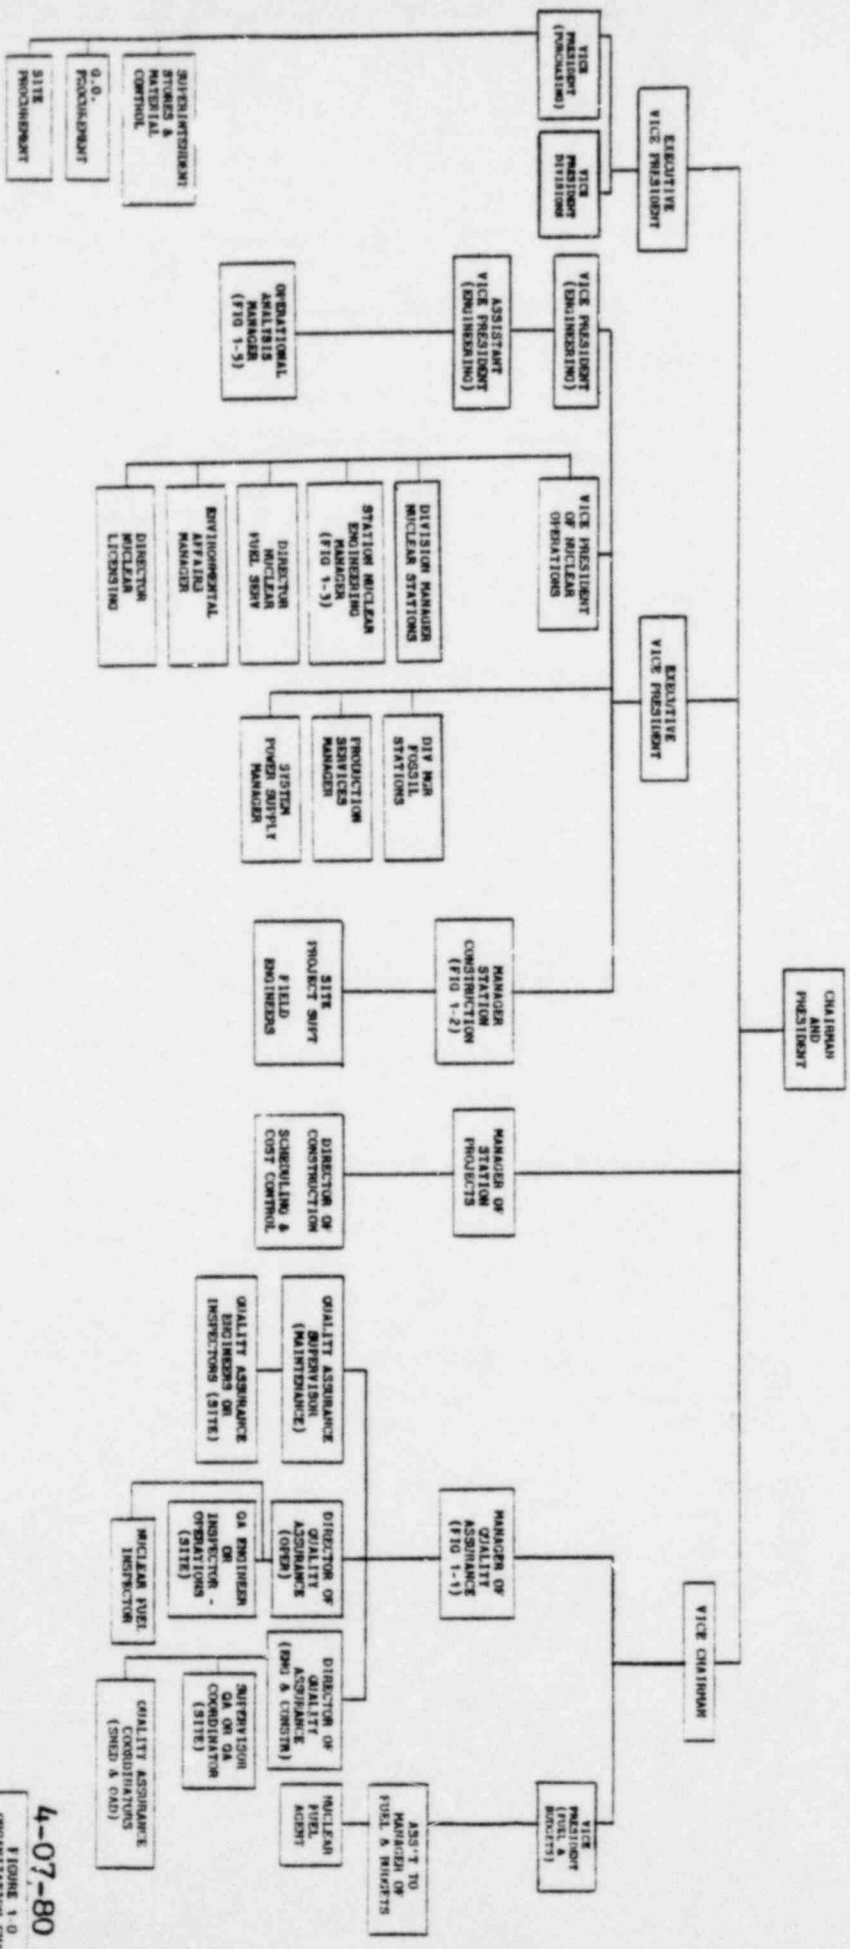 CHAIRMAN
AND
PRESIDENT
EXECUTIVE
VICE PRESIDENT
VICE
PRESIDENT
(PURCHASING)
VICE
PRESIDENT
DIVISIONS
SUPERINTENDENT
STORES &
MATERIAL
CONTROL
G.O.
PROCUREMENT
SITE
PROCUREMENT
EXECUTIVE
VICE PRESIDENT
VICE PRESIDENT
(ENGINEERING)
ASSISTANT
VICE PRESIDENT
(ENGINEERING)
OPERATIONAL
ANALYSIS
MANAGER
(FIG 1-5)
VICE PRESIDENT
OF NUCLEAR
OPERATIONS
DIVISION MANAGER
NUCLEAR STATIONS
STATION NUCLEAR
ENGINEERING
MANAGER
(FIG 1-3)
DIRECTOR
NUCLEAR
FUEL SERV
ENVIRONMENTAL
AFFAIRS
MANAGER
DIRECTOR
NUCLEAR
LICENSING
DIV MGR
FOSSIL
STATIONS
PRODUCTION
SERVICES
MANAGER
SYSTEM
POWER SUPPLY
MANAGER
MANAGER
STATION
CONSTRUCTION
(FIG 1-2)
SITE
PROJECT SUPT
FIELD
ENGINEERS
MANAGER OF
STATION
PROJECTS
DIRECTOR OF
CONSTRUCTION
SCHEDULING &
COST CONTROL
VICE CHAIRMAN
MANAGER OF
QUALITY
ASSURANCE
(FIG 1-1)
QUALITY ASSURANCE
SUPERVISOR
(MAINTENANCE)
QUALITY ASSURANCE
ENGINEERS OR
INSPECTORS (SITE)
DIRECTOR OF
QUALITY
ASSURANCE
(OPER)
QA ENGINEER
OR
INSPECTOR -
OPERATIONS
(SITE)
NUCLEAR FUEL
INSPECTOR
DIRECTOR OF
QUALITY
ASSURANCE
(ENG & CONSTR)
SUPERVISOR
QA OR QA
COORDINATOR
(SITE)
QUALITY ASSURANCE
COORDINATORS
(SNED & OAD)
VICE
PRESIDENT
(FUEL &
BUDGETS)
ASS'T TO
MANAGER OF
FUEL & BUDGETS
NUCLEAR
FUEL
AGENT
4-07-80
FIGURE 1-0